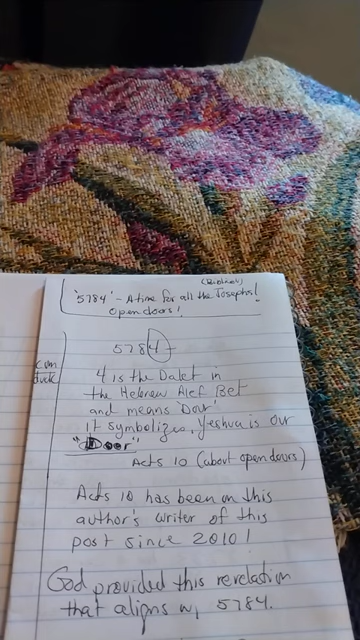 (Biblical)
'5784' - A time for all the Josephs!
Open doors!
5784
4 is the Dalet in
the Hebrew Alef Bet
and means 'Door'
It symbolizes, Yeshua is our
"Door"
Acts 10 (about open doors)
Acts 10 has been on this
author's writer of this
post since 2010!
God provided this revelation
that aligns w/ 5784.